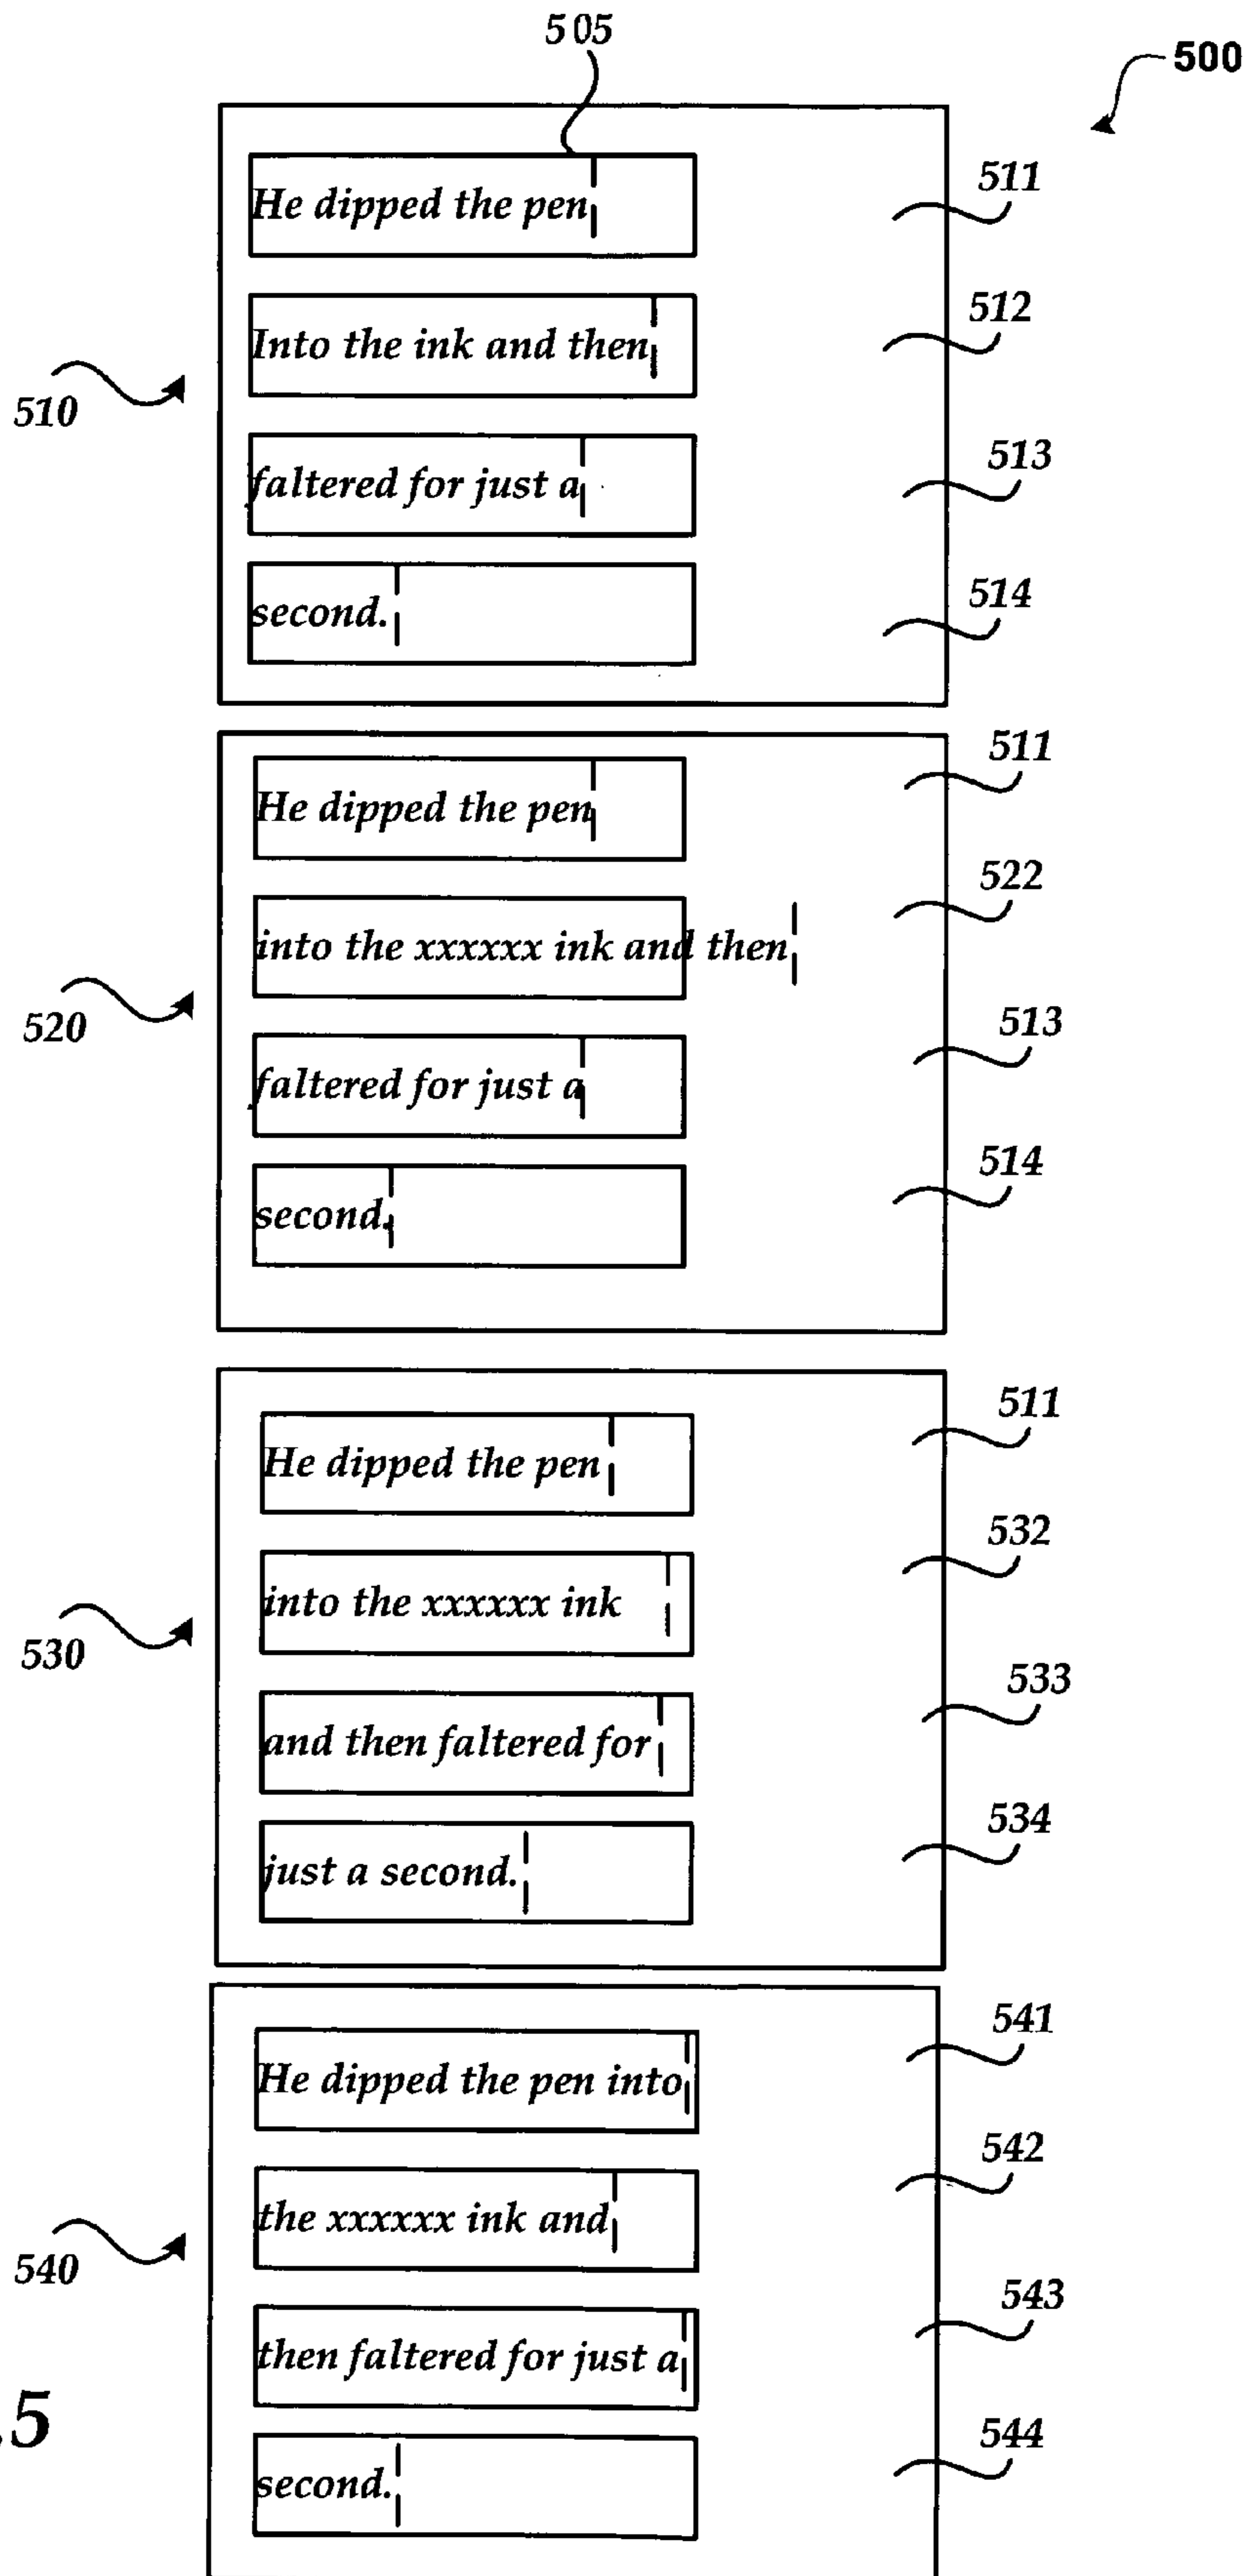 505
500
He dipped the pen
511
Into the ink and then
512
510
faltered for just a
513
second.
514
He dipped the pen
511
into the xxxxxx ink and then
522
520
faltered for just a
513
second.
514
He dipped the pen
511
into the xxxxxx ink
532
530
and then faltered for
533
just a second.
534
He dipped the pen into
541
the xxxxxx ink and
542
540
then faltered for just a
543
.5
second.
544